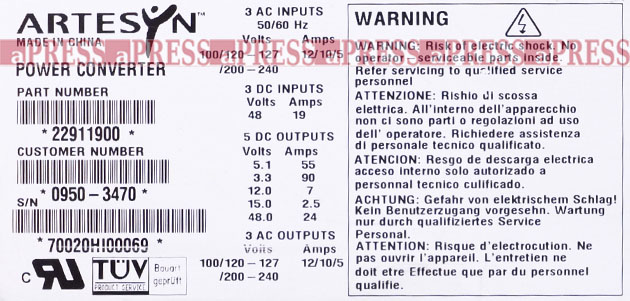 ARTESYN™
MADE IN CHINA
POWER CONVERTER
PART NUMBER
* 22911900 *
CUSTOMER NUMBER
* 0950-3470 *
S/N
* 70020HI00069 *
C UR US TÜV PRODUCT SERVICE Bauart geprüft
3 AC INPUTS
50/60 Hz
Volts Amps
100/120-127 12/10/5
/200-240
3 DC INPUTS
Volts Amps
48 19
5 DC OUTPUTS
Volts Amps
5.1 55
3.3 90
12.0 7
15.0 2.5
48.0 24
3 AC OUTPUTS
Volts Amps
100/120-127 12/10/5
/200-240
WARNING
WARNING: Risk of electric shock. No
operator-serviceable parts inside.
Refer servicing to qualified service
personnel
ATTENZIONE: Rishio di scossa
elettrica. All'interno dell'apparecchio
non ci sono parti o regolazioni ad uso
dell' operatore. Richiedere assistenza
di personale tecnico qualificato.
ATENCION: Resgo de descarga electrica
acceso interno solo autorizado a
personnal tecnico culificado.
ACHTUNG: Gefahr von elektrischem Schlag!
Kein Benutzerzugang vorgesehn. Wartung
nur durch qualifizertes Service
Personal.
ATTENTION: Risque d'electrocution. Ne
pas ouvrir l'appareil. L'entretien ne
doit etre Effectue que par du personnel
qualifie.
aPRESS aPRESS aPRESS aPRESS aPRESS aPRESS